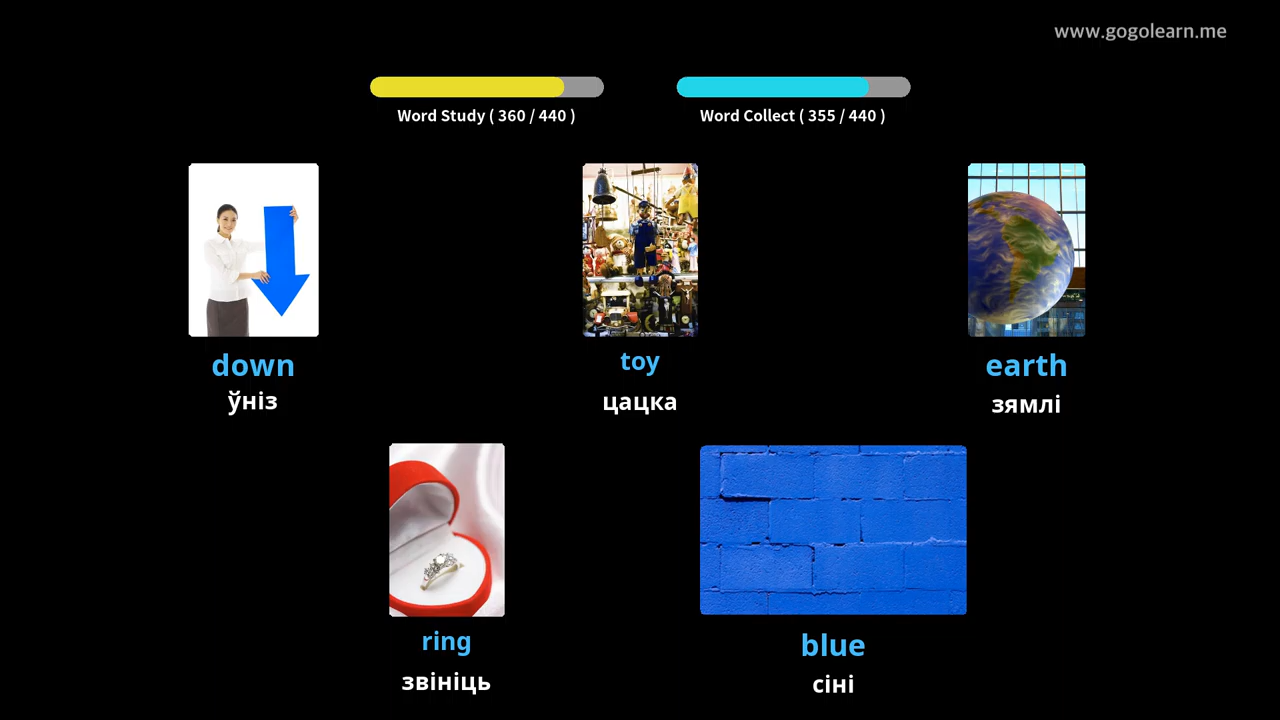 www.gogolearn.me
Word Study ( 360 / 440 )
Word Collect ( 355 / 440 )
down
ўніз
toy
цацка
earth
зямлі
ring
звініць
blue
сіні